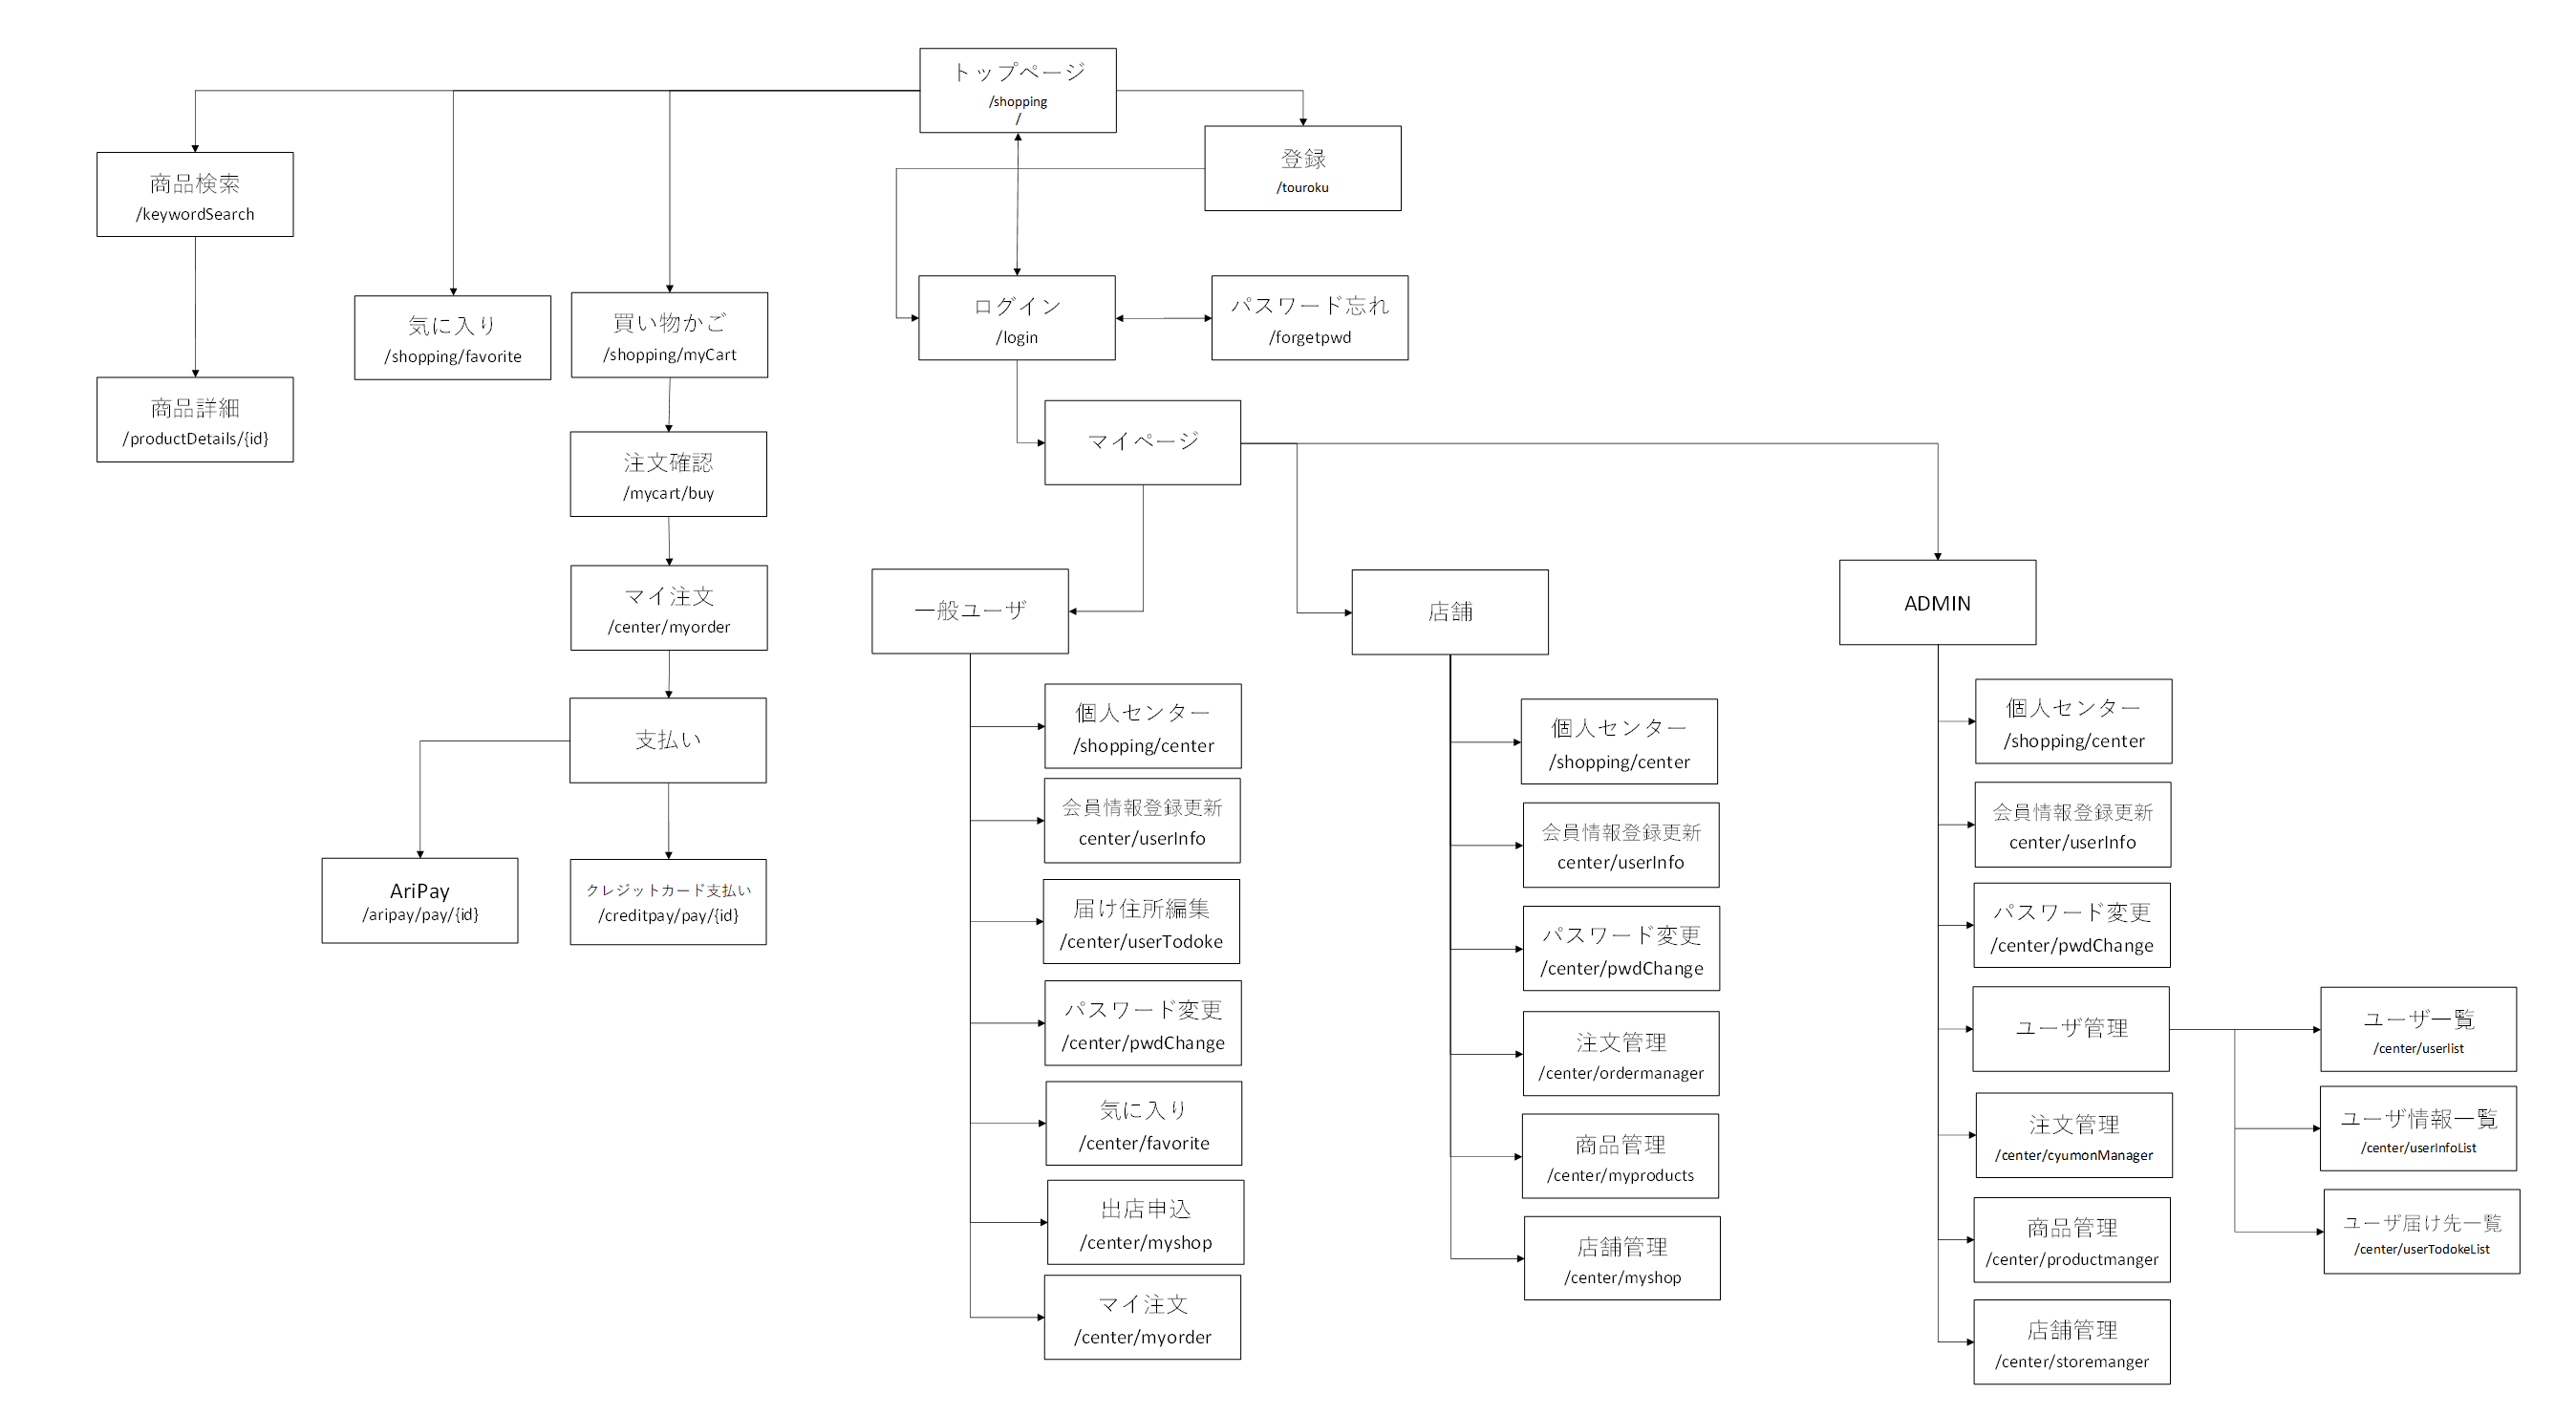 トップページ
/shopping
/
登録
/touroku
商品検索
/keywordSearch
気に入り
/shopping/favorite
買い物かご
/shopping/myCart
ログイン
/login
パスワード忘れ
/forgetpwd
商品詳細
/productDetails/{id}
注文確認
/mycart/buy
マイページ
マイ注文
/center/myorder
支払い
AriPay
/aripay/pay/{id}
クレジットカード支払い
/creditpay/pay/{id}
一般ユーザ
個人センター
/shopping/center
会員情報登録更新
center/userInfo
届け住所編集
/center/userTodoke
パスワード変更
/center/pwdChange
気に入り
/center/favorite
出店申込
/center/myshop
マイ注文
/center/myorder
店舗
個人センター
/shopping/center
会員情報登録更新
center/userInfo
パスワード変更
/center/pwdChange
注文管理
/center/ordermanager
商品管理
/center/myproducts
店舗管理
/center/myshop
ADMIN
個人センター
/shopping/center
会員情報登録更新
center/userInfo
パスワード変更
/center/pwdChange
ユーザ管理
注文管理
/center/cyumonManager
商品管理
/center/productmanger
店舗管理
/center/storemanger
ユーザ一覧
/center/userlist
ユーザ情報一覧
/center/userInfoList
ユーザ届け先一覧
/center/userTodokeList